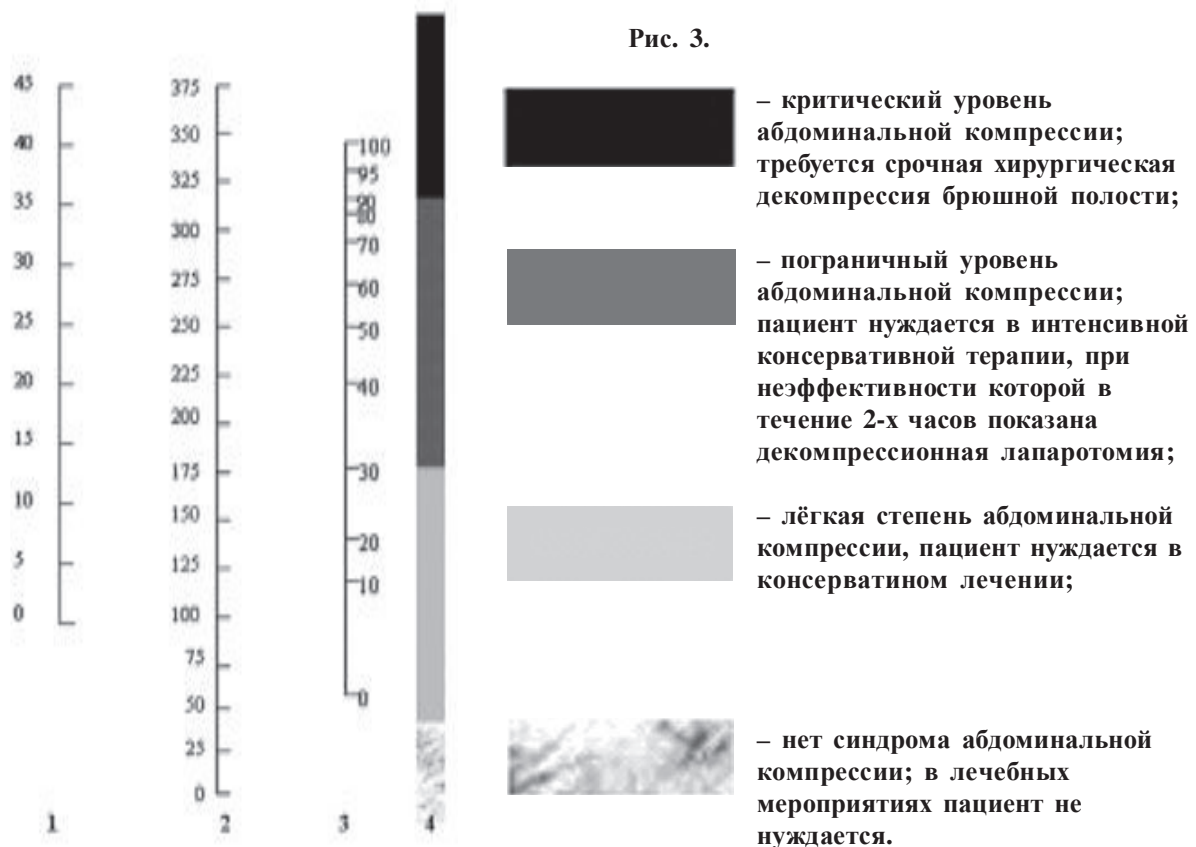 Рис. 3.
45
40
35
30
25
20
15
10
5
0
1
375
350
325
300
275
250
225
200
175
150
125
100
75
50
25
0
2
100
95
90
80
70
60
50
40
30
20
10
0
3
4
– критический уровень
абдоминальной компрессии;
требуется срочная хирургическая
декомпрессия брюшной полости;
– пограничный уровень
абдоминальной компрессии;
пациент нуждается в интенсивной
консервативной терапии, при
неэффективности которой в
течение 2-х часов показана
декомпрессионная лапаротомия;
– лёгкая степень абдоминальной
компрессии, пациент нуждается в
консерватином лечении;
– нет синдрома абдоминальной
компрессии; в лечебных
мероприятиях пациент не
нуждается.